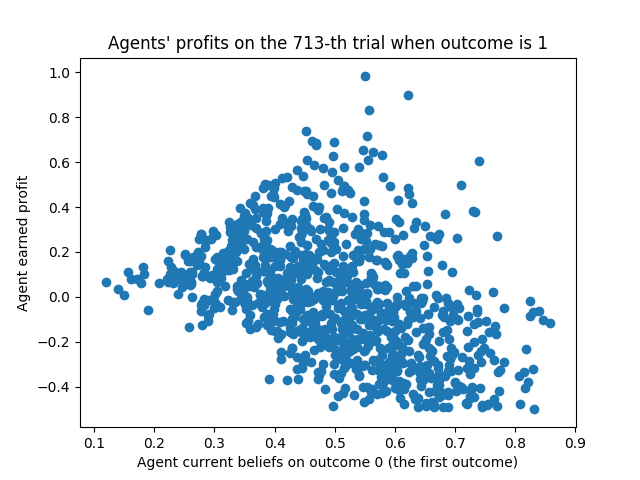 Agents' profits on the 713-th trial when outcome is 1
1.0
0.8
0.6
0.4
0.2
0.0
−0.2
−0.4
Agent earned profit
0.1 0.2 0.3 0.4 0.5 0.6 0.7 0.8 0.9
Agent current beliefs on outcome 0 (the first outcome)